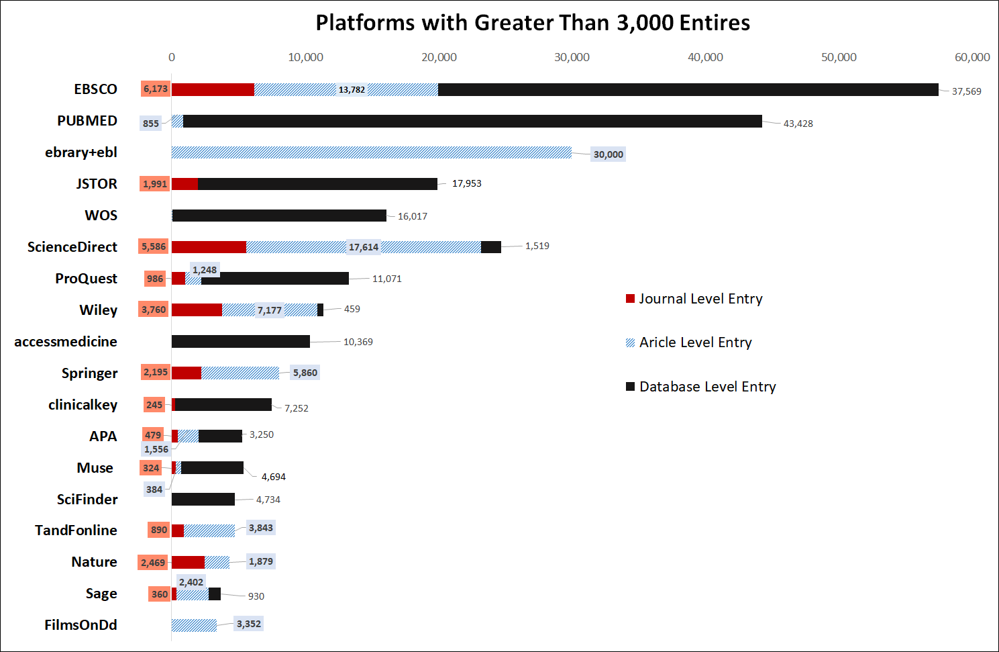 Platforms with Greater Than 3,000 Entires
0 10,000 20,000 30,000 40,000 50,000 60,000
EBSCO 6,173 13,782 37,569
PUBMED 855 43,428
ebrary+ebl 30,000
JSTOR 1,991 17,953
WOS 16,017
ScienceDirect 5,586 17,614 1,519
ProQuest 986 1,248 11,071
Wiley 3,760 7,177 459
accessmedicine 10,369
Springer 2,195 5,860
clinicalkey 245 7,252
APA 479 1,556 3,250
Muse 324 384 4,694
SciFinder 4,734
TandFonline 890 3,843
Nature 2,469 1,879
Sage 360 2,402 930
FilmsOnDd 3,352
Journal Level Entry
Aricle Level Entry
Database Level Entry